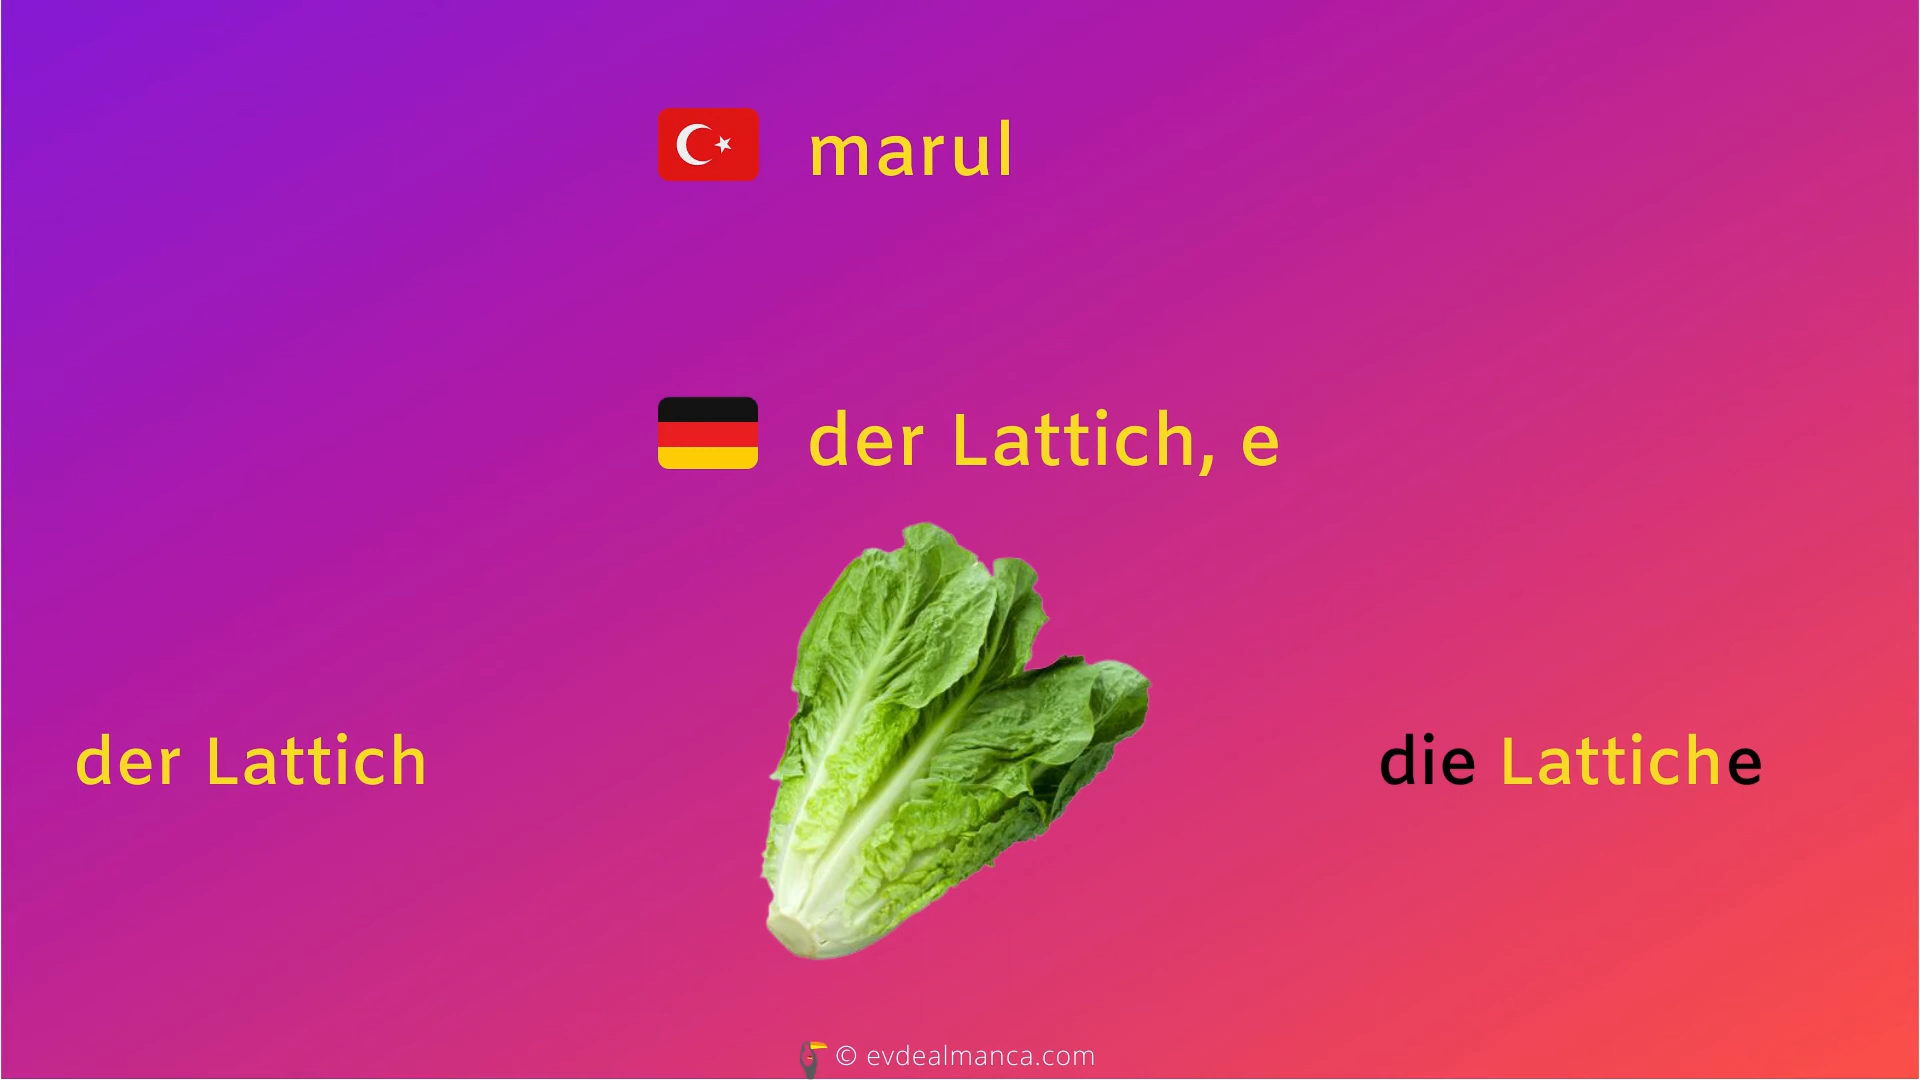 marul
der Lattich, e
der Lattich
die Lattiche
© evdealmanca.com